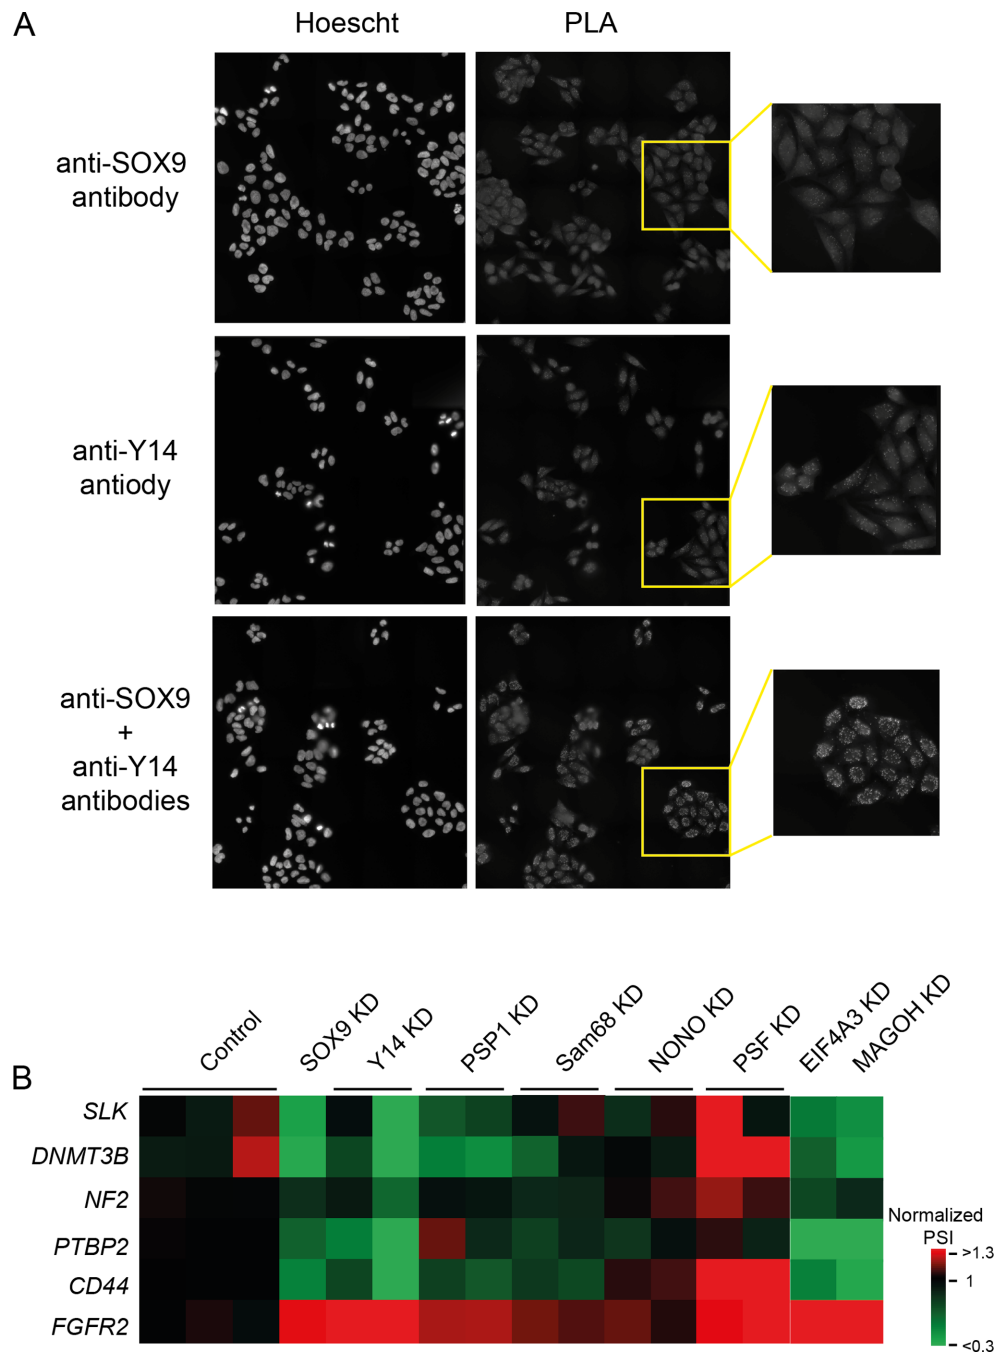 A
Hoescht
PLA
anti-SOX9
antibody
anti-Y14
antiody
anti-SOX9
+
anti-Y14
antibodies
B
Control
SOX9 KD
Y14 KD
PSP1 KD
Sam68 KD
NONO KD
PSF KD
EIF4A3 KD
MAGOH KD
SLK
DNMT3B
NF2
PTBP2
CD44
FGFR2
Normalized
PSI
>1.3
1
<0.3